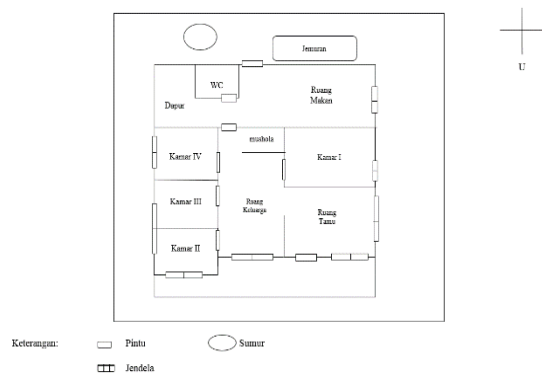 Jemuran
WC
Ruang
Makan
Dapur
U
mushola
Kamar IV
Kamar I
Kamar III
Ruang
Keluarga
Ruang
Tamu
Kamar II
Keterangan:
Pintu
Sumur
Jendela